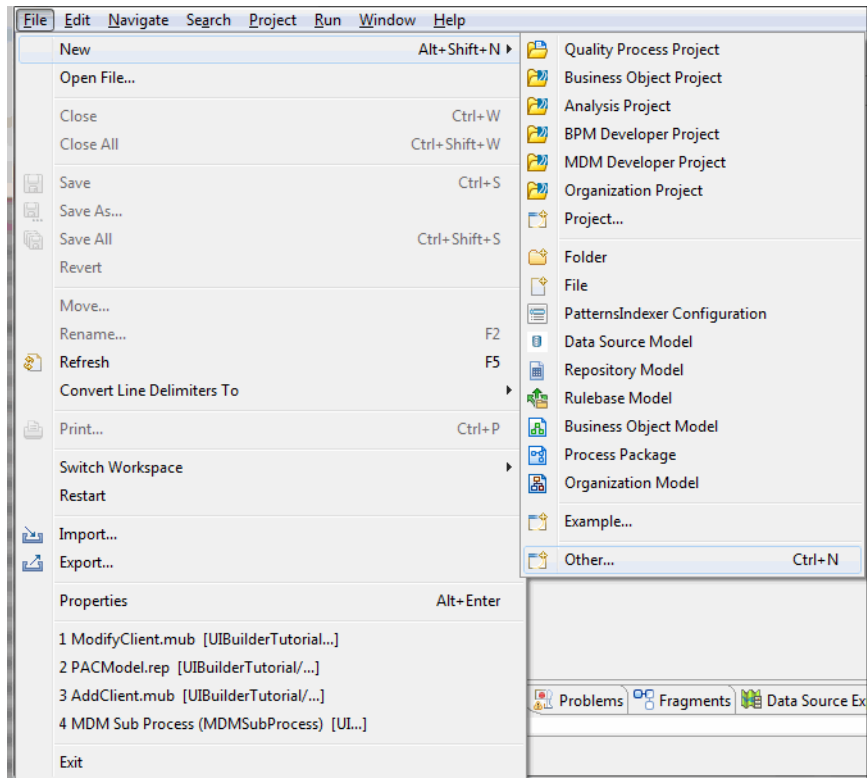 File Edit Navigate Search Project Run Window Help
New Alt+Shift+N
Open File...
Close Ctrl+W
Close All Ctrl+Shift+W
Save Ctrl+S
Save As...
Save All Ctrl+Shift+S
Revert
Move...
Rename... F2
Refresh F5
Convert Line Delimiters To
Print... Ctrl+P
Switch Workspace
Restart
Import...
Export...
Properties Alt+Enter
1 ModifyClient.mub [UIBuilderTutorial...]
2 PACModel.rep [UIBuilderTutorial/...]
3 AddClient.mub [UIBuilderTutorial/...]
4 MDM Sub Process (MDMSubProcess) [UI...]
Exit
Quality Process Project
Business Object Project
Analysis Project
BPM Developer Project
MDM Developer Project
Organization Project
Project...
Folder
File
PatternsIndexer Configuration
Data Source Model
Repository Model
Rulebase Model
Business Object Model
Process Package
Organization Model
Example...
Other... Ctrl+N
Problems Fragments Data Source Ex